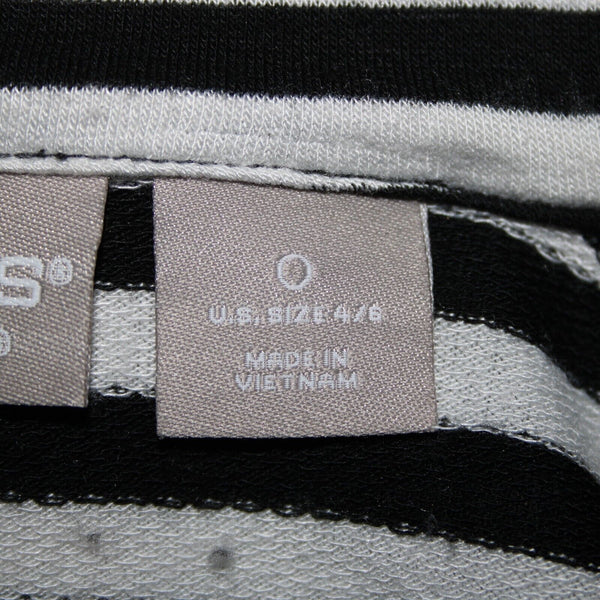 S®
®
0
U.S. SIZE 4/6
MADE IN
VIETNAM